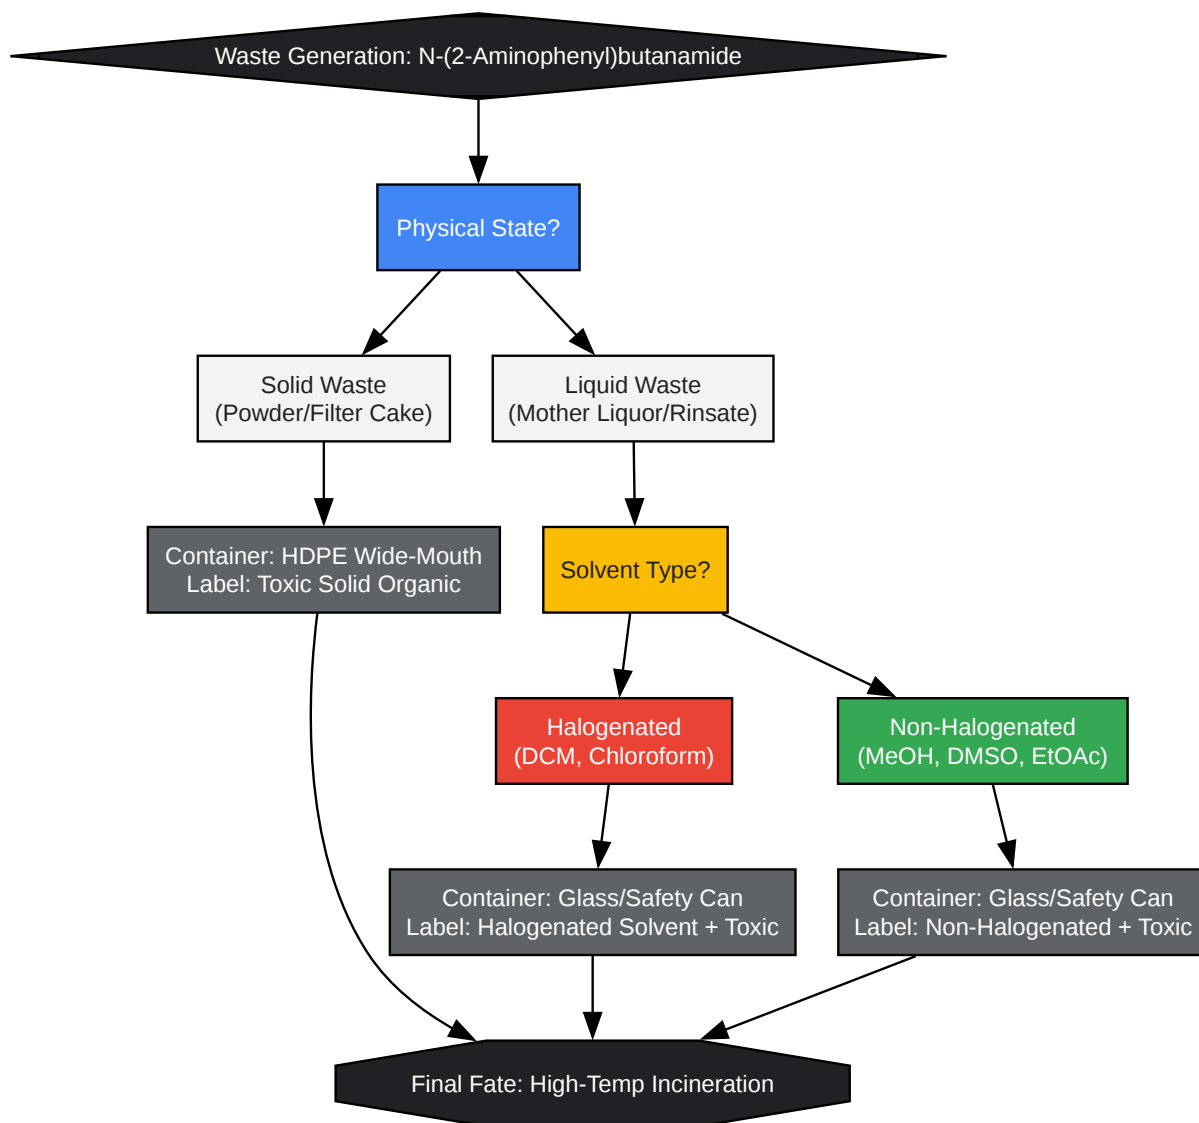 Waste Generation: N-(2-Aminophenyl)butanamide
Physical State?
Solid Waste
(Powder/Filter Cake)
Liquid Waste
(Mother Liquor/Rinsate)
Container: HDPE Wide-Mouth
Label: Toxic Solid Organic
Solvent Type?
Halogenated
(DCM, Chloroform)
Non-Halogenated
(MeOH, DMSO, EtOAc)
Container: Glass/Safety Can
Label: Halogenated Solvent + Toxic
Container: Glass/Safety Can
Label: Non-Halogenated + Toxic
Final Fate: High-Temp Incineration